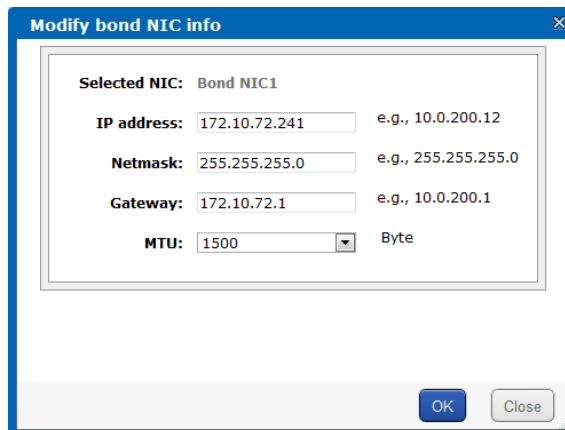 Modify bond NIC info
Selected NIC: Bond NIC1
IP address: 172.10.72.241 e.g., 10.0.200.12
Netmask: 255.255.255.0 e.g., 255.255.255.0
Gateway: 172.10.72.1 e.g., 10.0.200.1
MTU: 1500 Byte
OK Close